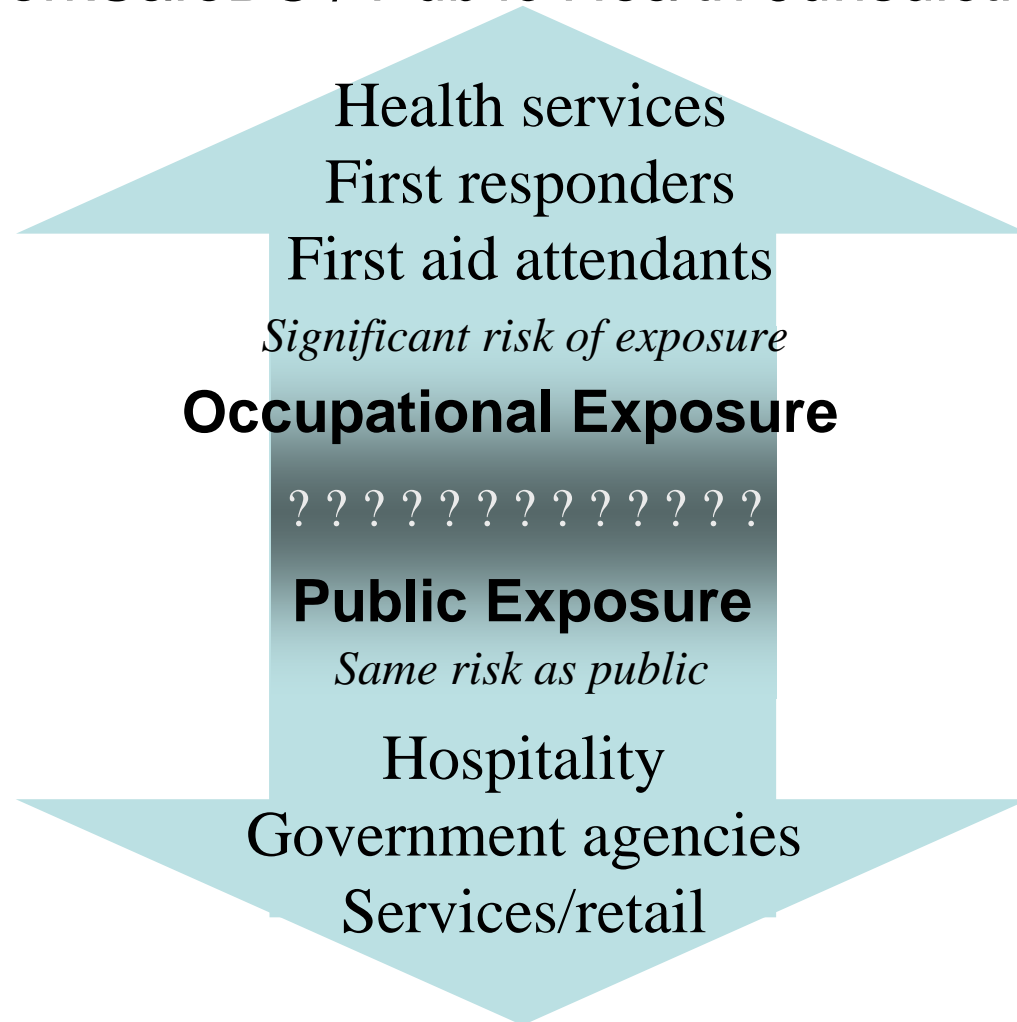 Health services
First responders
First aid attendants
Significant risk of exposure
Occupational Exposure
? ? ? ? ? ? ? ? ? ? ? ? ?
Public Exposure
Same risk as public
Hospitality
Government agencies
Services/retail